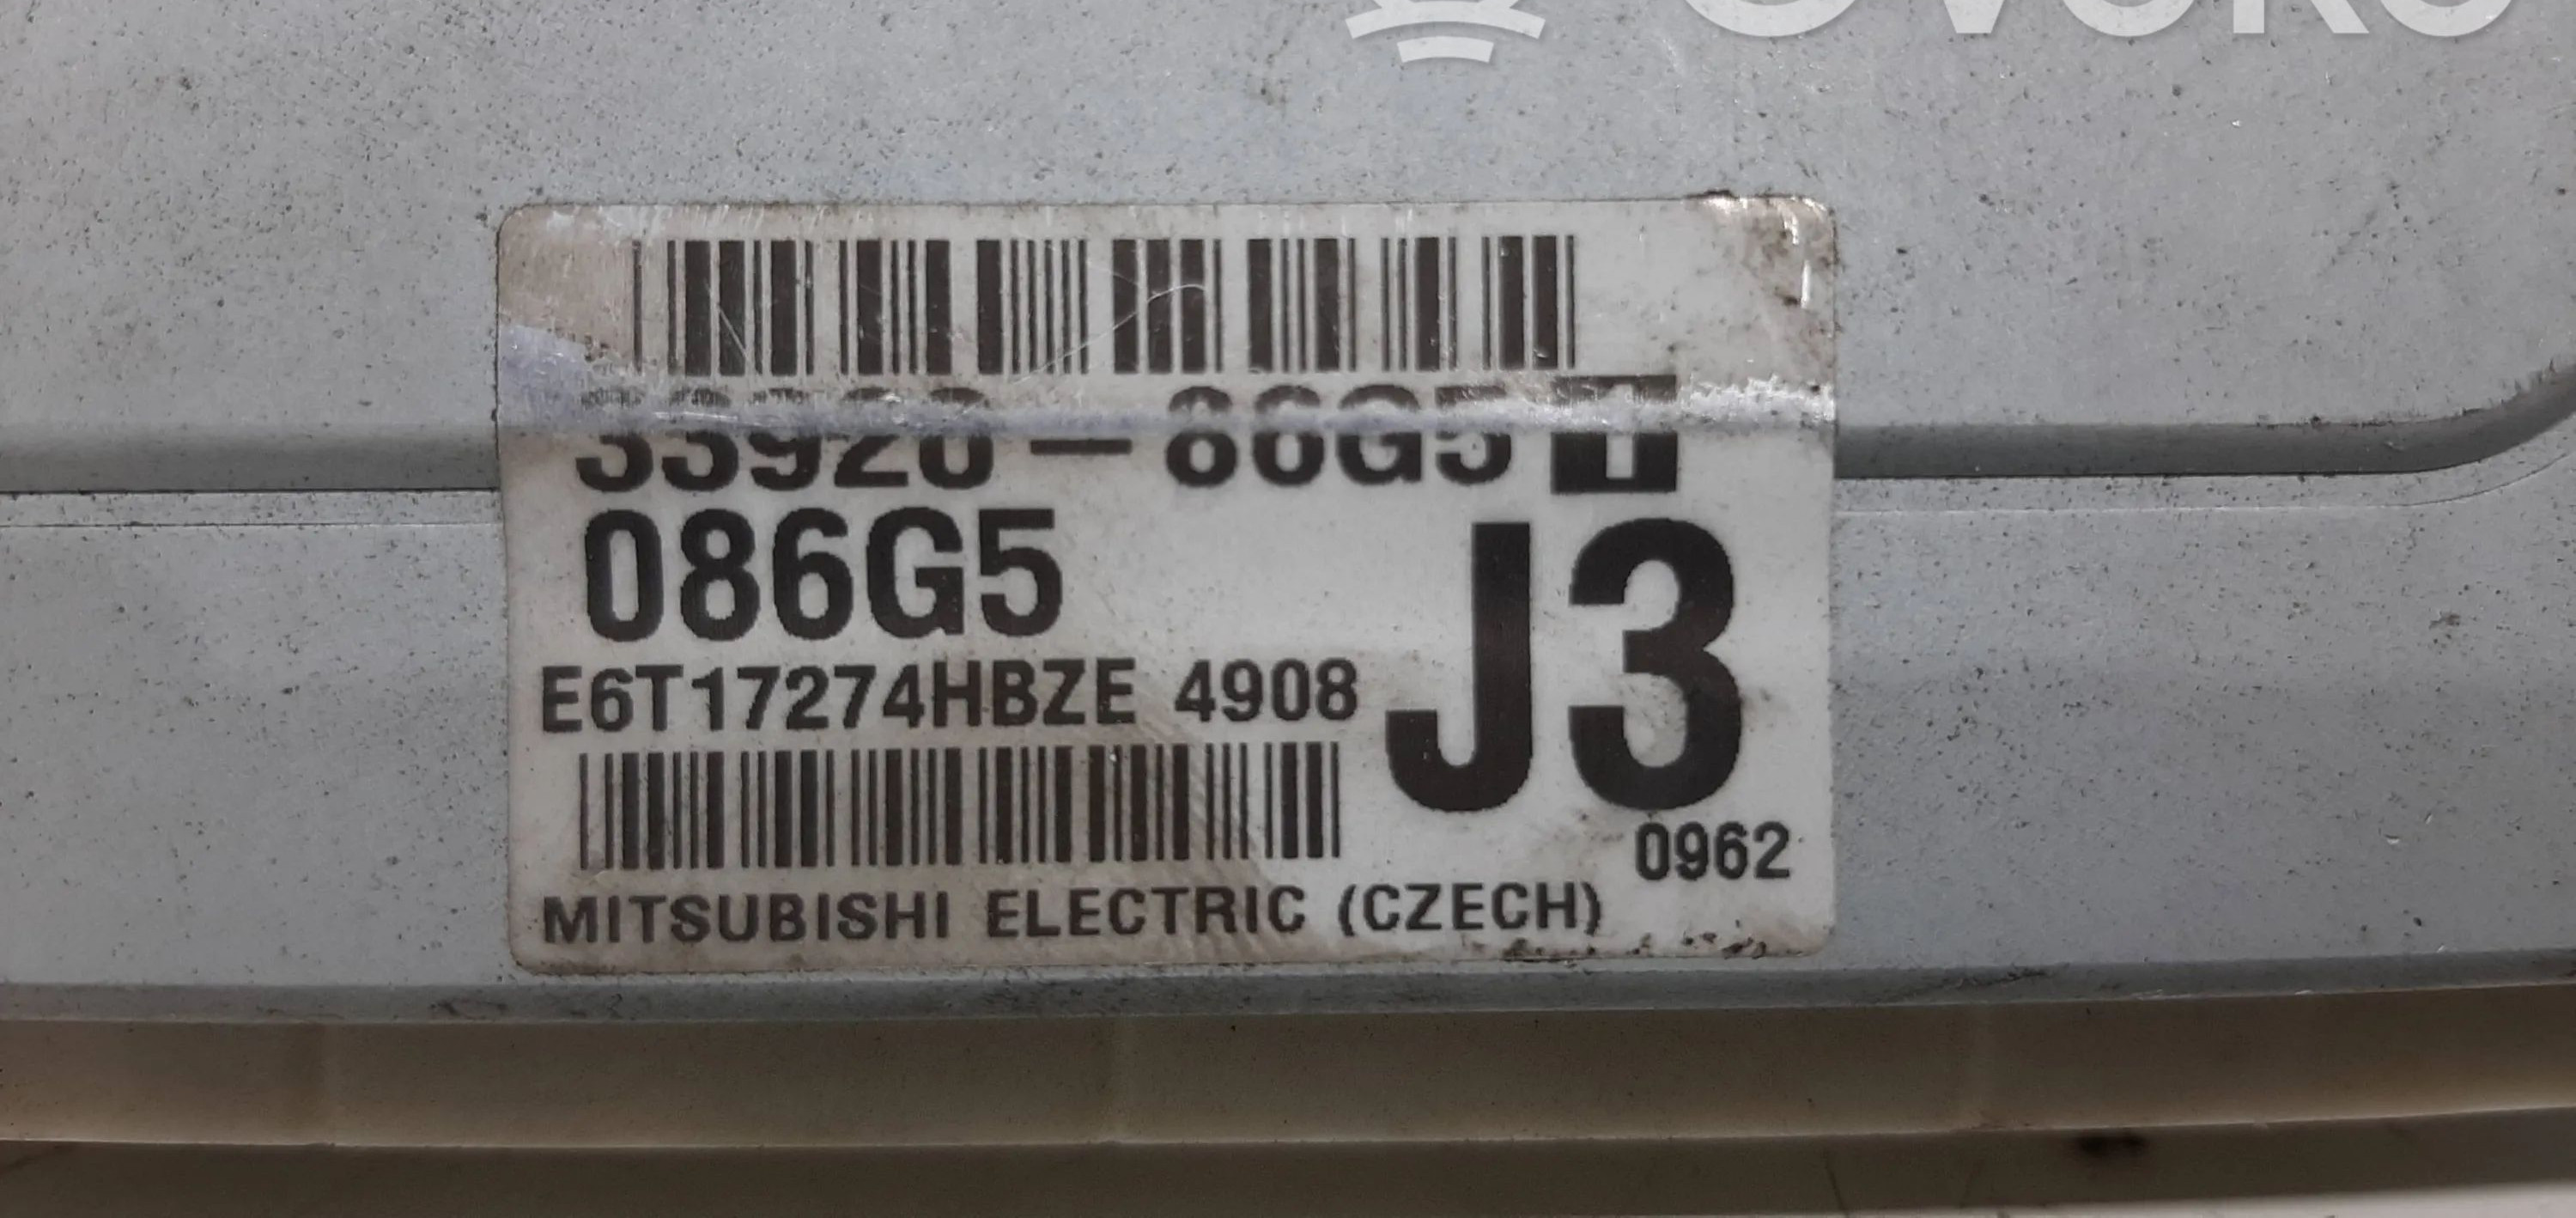 33920-86G5
086G5
J3
E6T17274HBZE 4908
0962
MITSUBISHI ELECTRIC (CZECH)